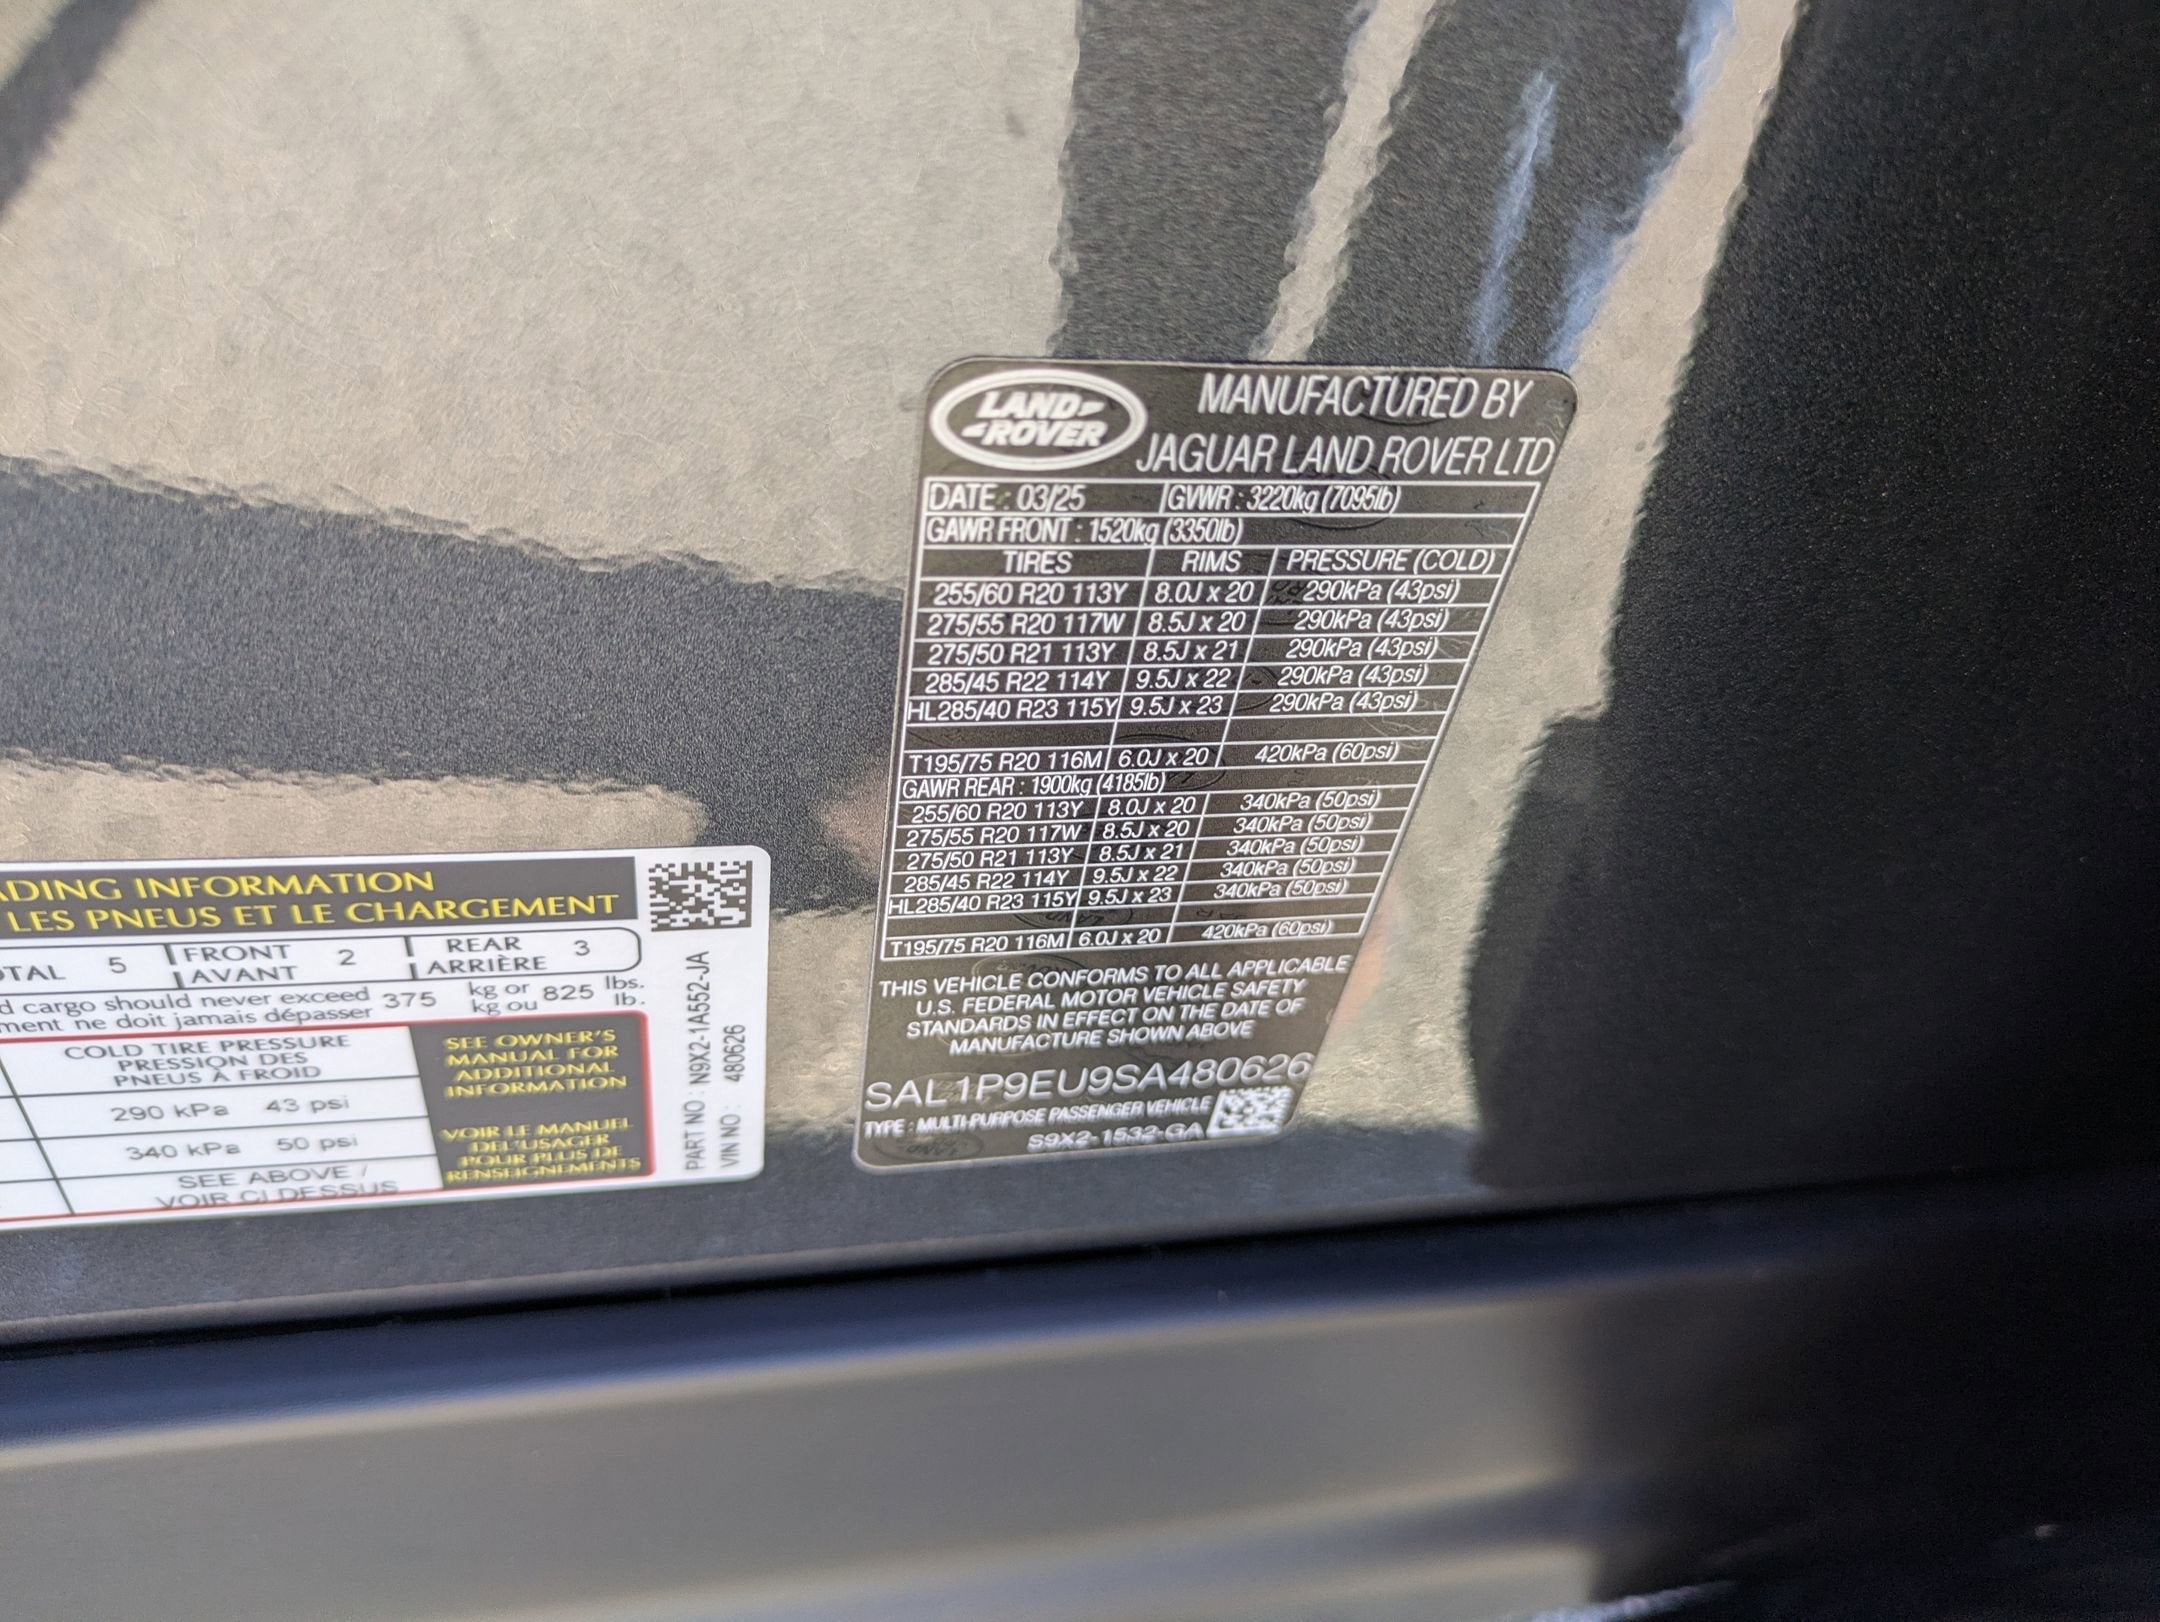 LAND ROVER
MANUFACTURED BY
JAGUAR LAND ROVER LTD
DATE : 03/25 GVWR : 3220kg (7095lb)
GAWR FRONT : 1520kg (3350lb)
TIRES RIMS PRESSURE (COLD)
255/60 R20 113Y 8.0J x 20 290kPa (43psi)
275/55 R20 117W 8.5J x 20 290kPa (43psi)
275/50 R21 113Y 8.5J x 21 290kPa (43psi)
285/45 R22 114Y 9.5J x 22 290kPa (43psi)
HL285/40 R23 115Y 9.5J x 23 290kPa (43psi)
T195/75 R20 116M 6.0J x 20 420kPa (60psi)
GAWR REAR : 1900kg (4185lb)
255/60 R20 113Y 8.0J x 20 340kPa (50psi)
275/55 R20 117W 8.5J x 20 340kPa (50psi)
275/50 R21 113Y 8.5J x 21 340kPa (50psi)
285/45 R22 114Y 9.5J x 22 340kPa (50psi)
HL285/40 R23 115Y 9.5J x 23 340kPa (50psi)
T195/75 R20 116M 6.0J x 20 420kPa (60psi)
THIS VEHICLE CONFORMS TO ALL APPLICABLE
U.S. FEDERAL MOTOR VEHICLE SAFETY
STANDARDS IN EFFECT ON THE DATE OF
MANUFACTURE SHOWN ABOVE
SAL1P9EU9SA480626
TYPE : MULTI-PURPOSE PASSENGER VEHICLE
S9X2-1532-GA
ADING INFORMATION
LES PNEUS ET LE CHARGEMENT
OTAL 5 FRONT 2 REAR 3
AVANT ARRIÈRE
d cargo should never exceed 375 kg or 825 lbs.
ment ne doit jamais dépasser kg ou lb.
COLD TIRE PRESSURE
PRESSION DES
PNEUS À FROID
290 kPa 43 psi
340 kPa 50 psi
SEE ABOVE /
VOIR CI DESSUS
SEE OWNER'S
MANUAL FOR
ADDITIONAL
INFORMATION
VOIR LE MANUEL
DE L'USAGER
POUR PLUS DE
RENSEIGNEMENTS
PART NO : N9X2-1A552-JA
VIN NO : 480626